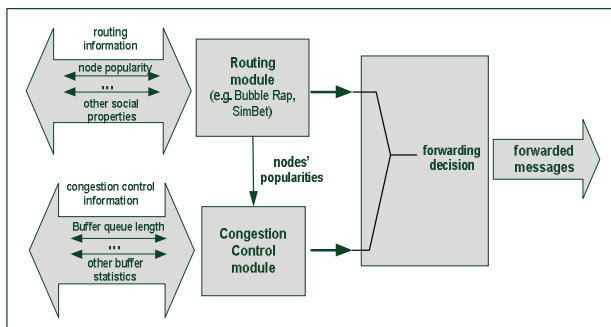 routing
information
node popularity
...
other social
properties
Routing
module
(e.g. Bubble Rap,
SimBet)
nodes'
popularities
congestion control
information
Buffer queue length
...
other buffer
statistics
Congestion
Control
module
forwarding
decision
forwarded
messages